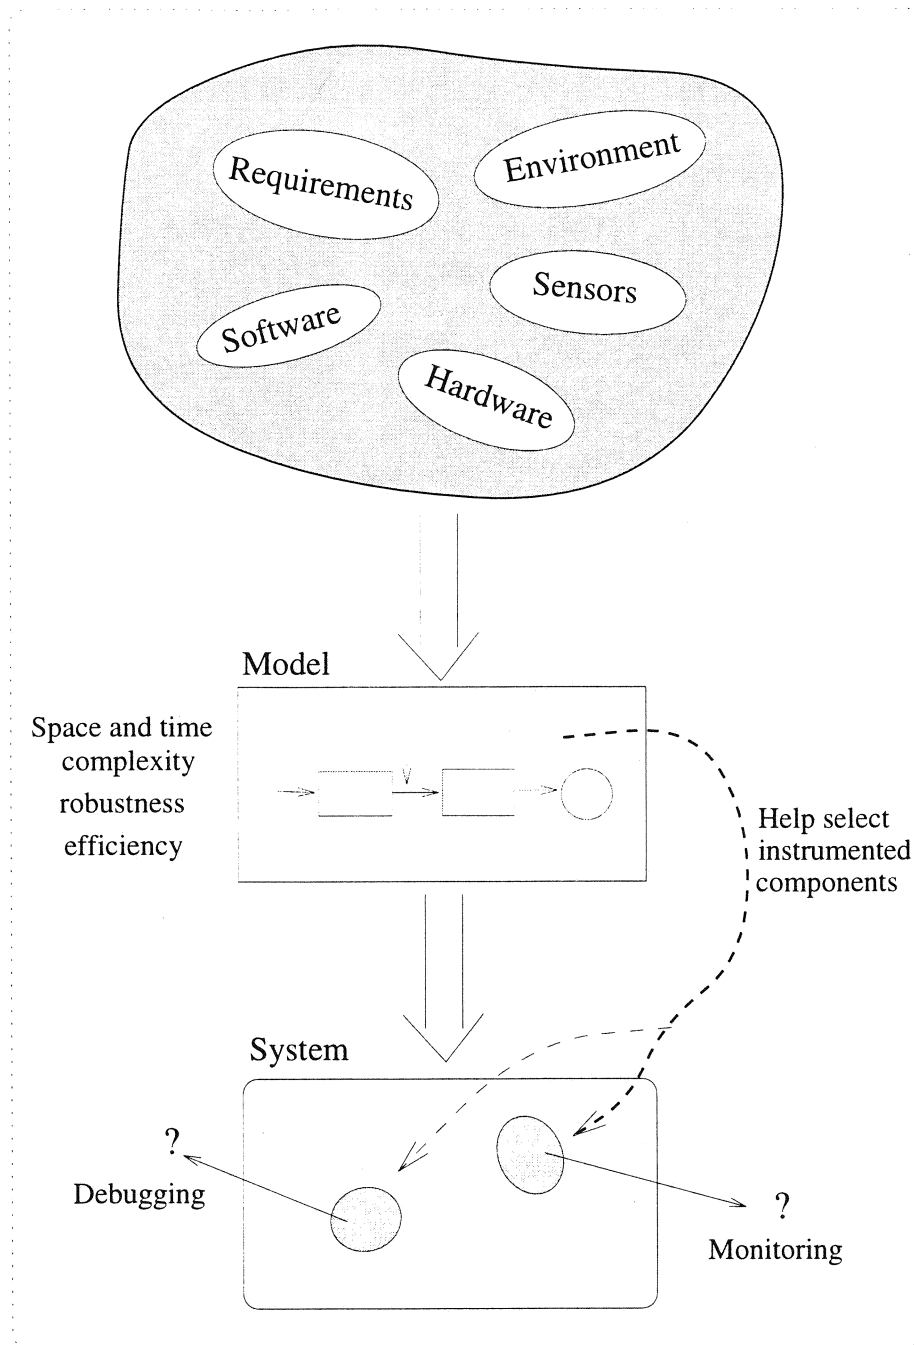 Requirements
Environment
Sensors
Software
Hardware
Model
Space and time
complexity
robustness
efficiency
Help select
instrumented
components
System
?
Debugging
?
Monitoring